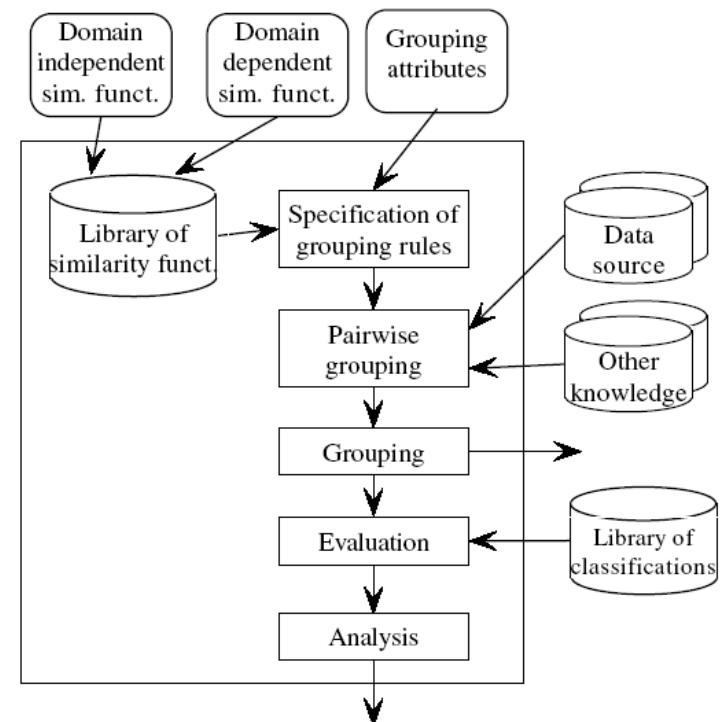 Domain
independent
sim. funct.
Domain
dependent
sim. funct.
Grouping
attributes
Library of
similarity funct.
Specification of
grouping rules
Data
source
Pairwise
grouping
Other
knowledge
Grouping
Evaluation
Library of
classifications
Analysis